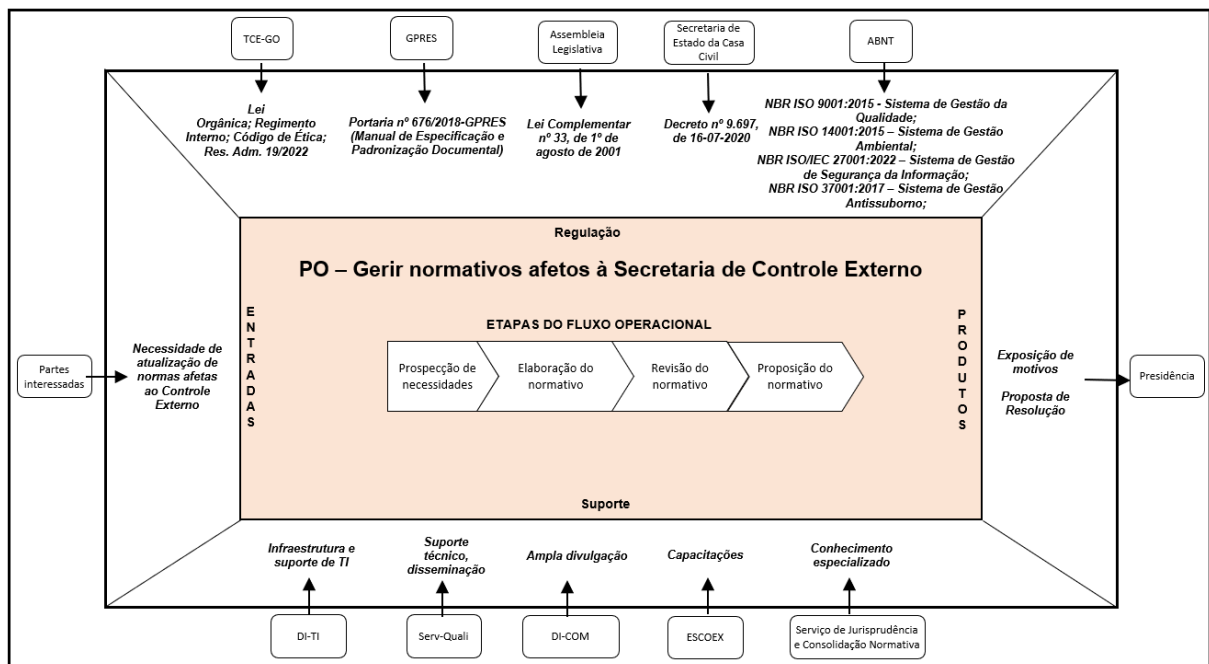 TCE-GO
GPRES
Assembleia
Legislativa
Secretaria de
Estado da Casa
Civil
ABNT
Lei
Orgânica; Regimento
Interno; Código de Ética;
Res. Adm. 19/2022
Portaria nº 676/2018-GPRES
(Manual de Especificação e
Padronização Documental)
Lei Complementar
nº 33, de 1º de
agosto de 2001
Decreto nº 9.697,
de 16-07-2020
NBR ISO 9001:2015 - Sistema de Gestão da
Qualidade;
NBR ISO 14001:2015 – Sistema de Gestão
Ambiental;
NBR ISO/IEC 27001:2022 – Sistema de Gestão
de Segurança da Informação;
NBR ISO 37001:2017 – Sistema de Gestão
Antissuborno;
Regulação
PO – Gerir normativos afetos à Secretaria de Controle Externo
ETAPAS DO FLUXO OPERACIONAL
Partes
interessadas
Necessidade de
atualização de
normas afetas
ao Controle
Externo
ENTRADAS
Prospecção de
necessidades
Elaboração do
normativo
Revisão do
normativo
Proposição do
normativo
PRODUTOS
Exposição de
motivos
Proposta de
Resolução
Presidência
Suporte
Infraestrutura e
suporte de TI
Suporte
técnico,
disseminação
Ampla divulgação
Capacitações
Conhecimento
especializado
DI-TI
Serv-Quali
DI-COM
ESCOEX
Serviço de Jurisprudência
e Consolidação Normativa